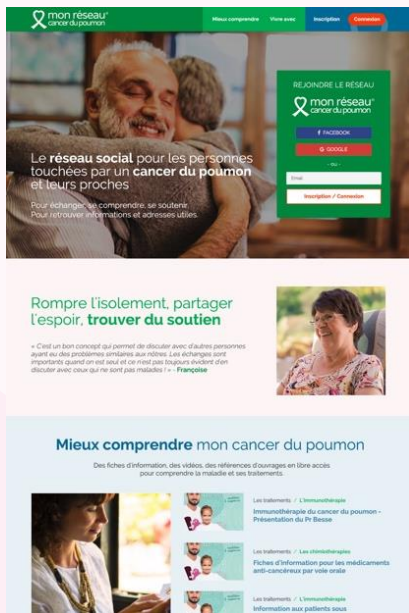 mon réseau®
cancer du poumon
Mieux comprendre
Vivre avec
Inscription
Connexion
REJOINDRE LE RÉSEAU
mon réseau®
cancer du poumon
f FACEBOOK
G GOOGLE
- ou -
Email
Inscription / Connexion
Le réseau social pour les personnes
touchées par un cancer du poumon
et leurs proches
Pour échanger, se comprendre, se soutenir.
Pour retrouver informations et adresses utiles.
Rompre l'isolement, partager
l'espoir, trouver du soutien
« C'est un bon concept qui permet de discuter avec d'autres personnes
ayant eu des problèmes similaires aux nôtres. Les échanges sont
importants quand on est seul et ce n'est pas toujours évident d'en
discuter avec ceux qui ne sont pas malades ! » - Françoise
Mieux comprendre mon cancer du poumon
Des fiches d'information, des vidéos, des références d'ouvrages en libre accès
pour comprendre la maladie et ses traitements.
Les traitements / L'immunothérapie
Immunothérapie du cancer du poumon -
Présentation du Pr Besse
Les traitements / Les chimiothérapies
Fiches d'information pour les médicaments
anti-cancéreux par voie orale
Les traitements / L'immunothérapie
Information aux patients sous